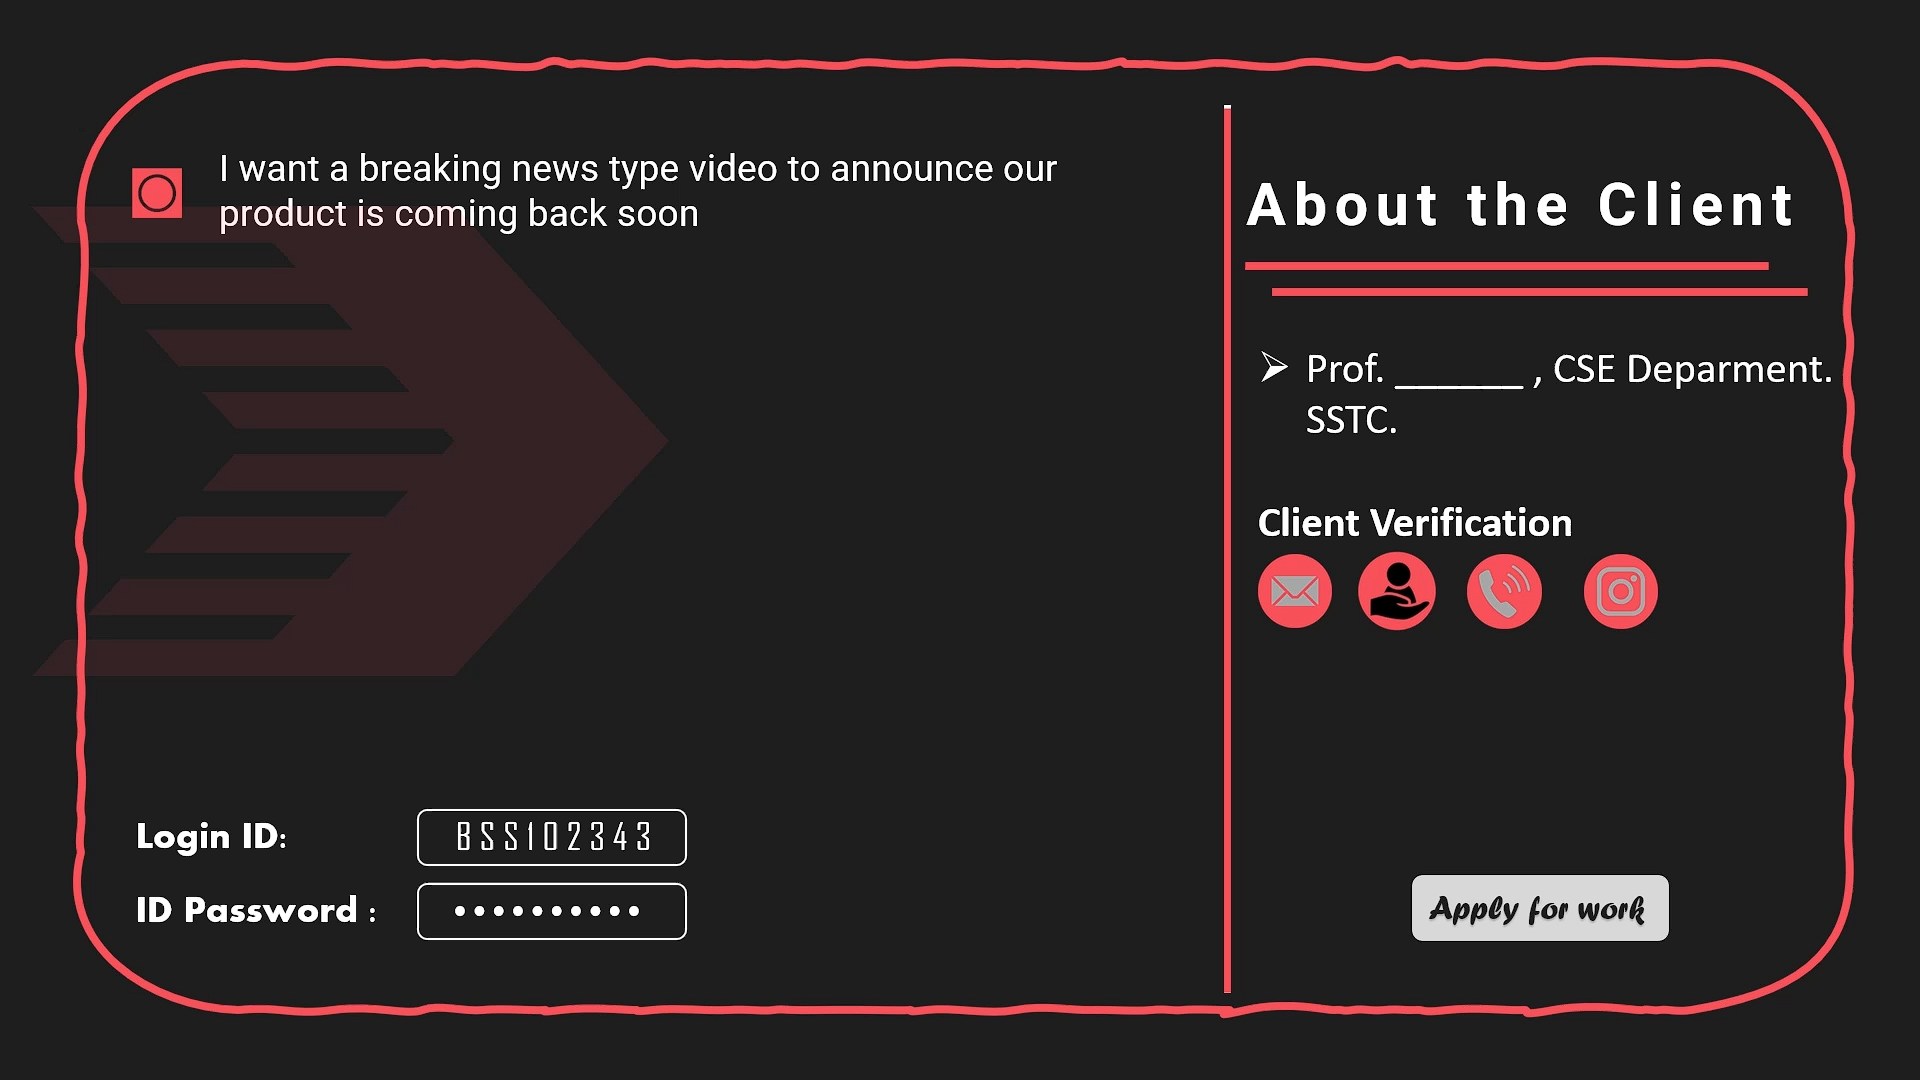 I want a breaking news type video to announce our
product is coming back soon
About the Client
Prof. ______ , CSE Deparment.
SSTC.
Client Verification
Login ID: BSS102343
ID Password : ••••••••••
Apply for work